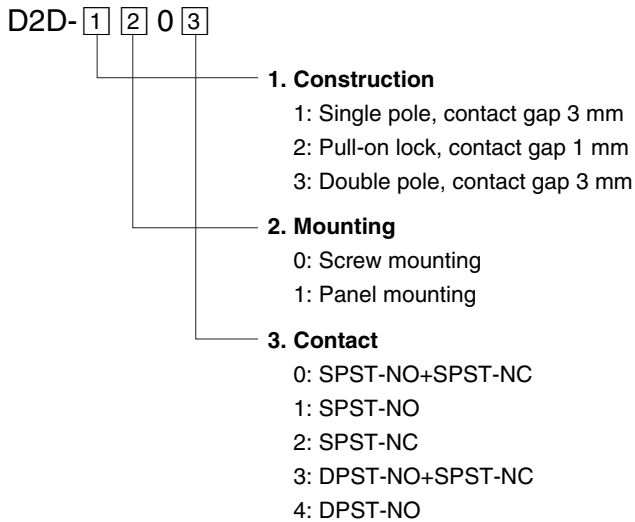 D2D-1 2 0 3
1. Construction
1: Single pole, contact gap 3 mm
2: Pull-on lock, contact gap 1 mm
3: Double pole, contact gap 3 mm
2. Mounting
0: Screw mounting
1: Panel mounting
3. Contact
0: SPST-NO+SPST-NC
1: SPST-NO
2: SPST-NC
3: DPST-NO+SPST-NC
4: DPST-NO